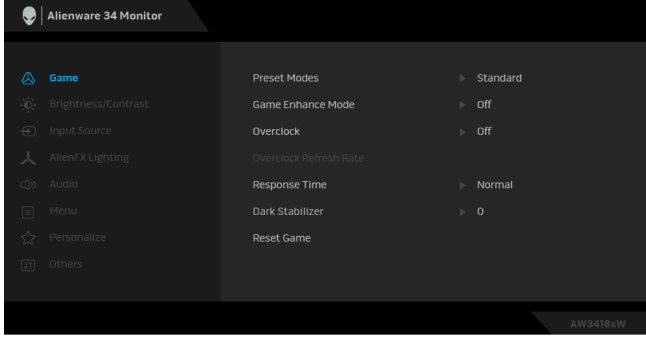 Alienware 34 Monitor
Game
Preset Modes Standard
Brightness/Contrast
Game Enhance Mode Off
Input Source
Overclock Off
AlienFX Lighting
Overclock Refresh Rate
Audio
Response Time Normal
Menu
Dark Stabilizer 0
Personalize
Reset Game
Others
AW3418xW